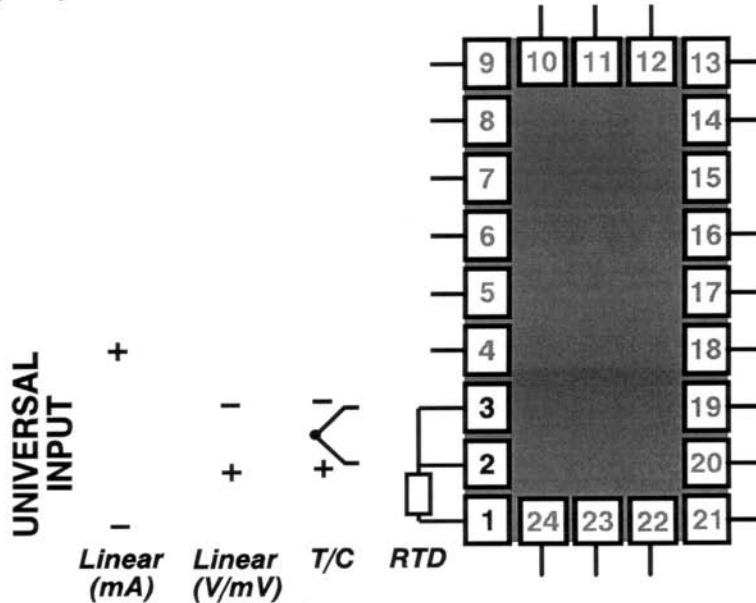 10 11 12
9 13
8 14
7 15
6 16
5 17
4 18
3 19
2 20
1 24 23 22 21
UNIVERSAL
INPUT
+
− −
+ +
−
Linear
(mA)
Linear
(V/mV)
T/C
RTD